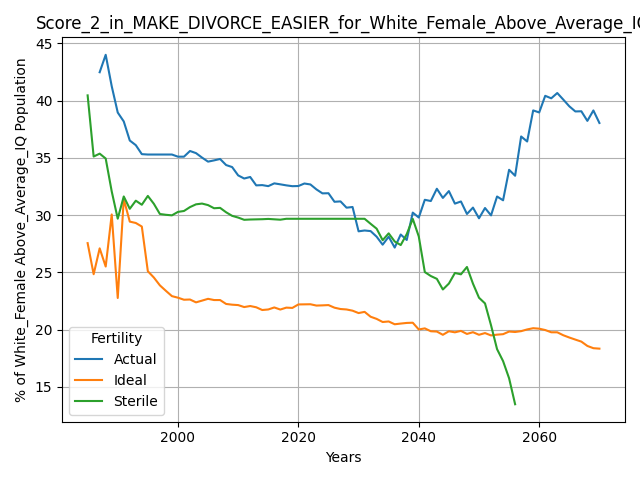 Score_2_in_MAKE_DIVORCE_EASIER_for_White_Female_Above_Average_IQ
% of White_Female Above_Average_IQ Population
45
40
35
30
25
20
15
Fertility
Actual
Ideal
Sterile
2000
2020
2040
2060
Years